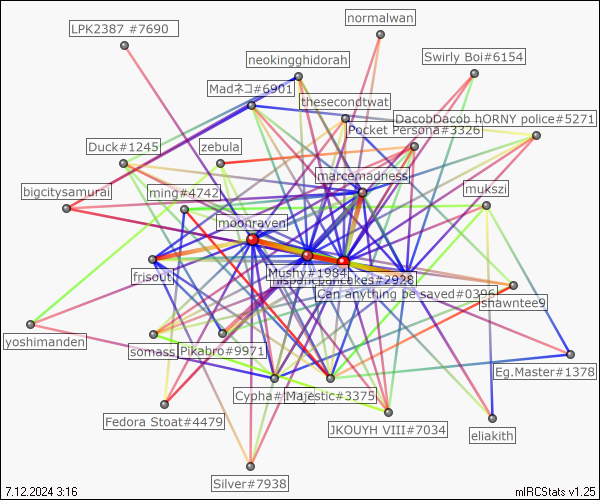 LPK2387 #7690
normalwan
neokingghidorah
Swirly Boi#6154
Madネコ#6901
thesecondtwat
DacobDacob hORNY police#5271
Pocket Persona#3326
Duck#1245
zebula
marcemadness
bigcitysamurai
ming#4742
mukszi
moonraven
Mushy#1984
#2928
frisout
Can anything be saved#0396
shawntee9
yoshimanden
somass
Pikabro#9971
Eg.Master#1378
Cypha#
Majestic#3375
Fedora Stoat#4479
JKOUYH VIII#7034
eliakith
Silver#7938
7.12.2024 3:16
mIRCStats v1.25